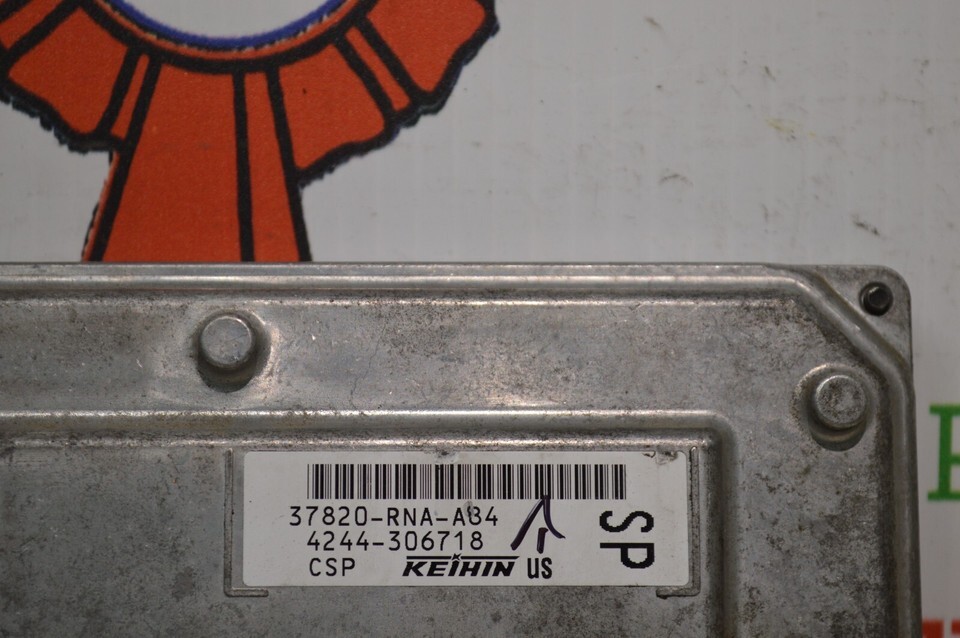 37820-RNA-A84
4244-306718
CSP KEIHIN US
SP